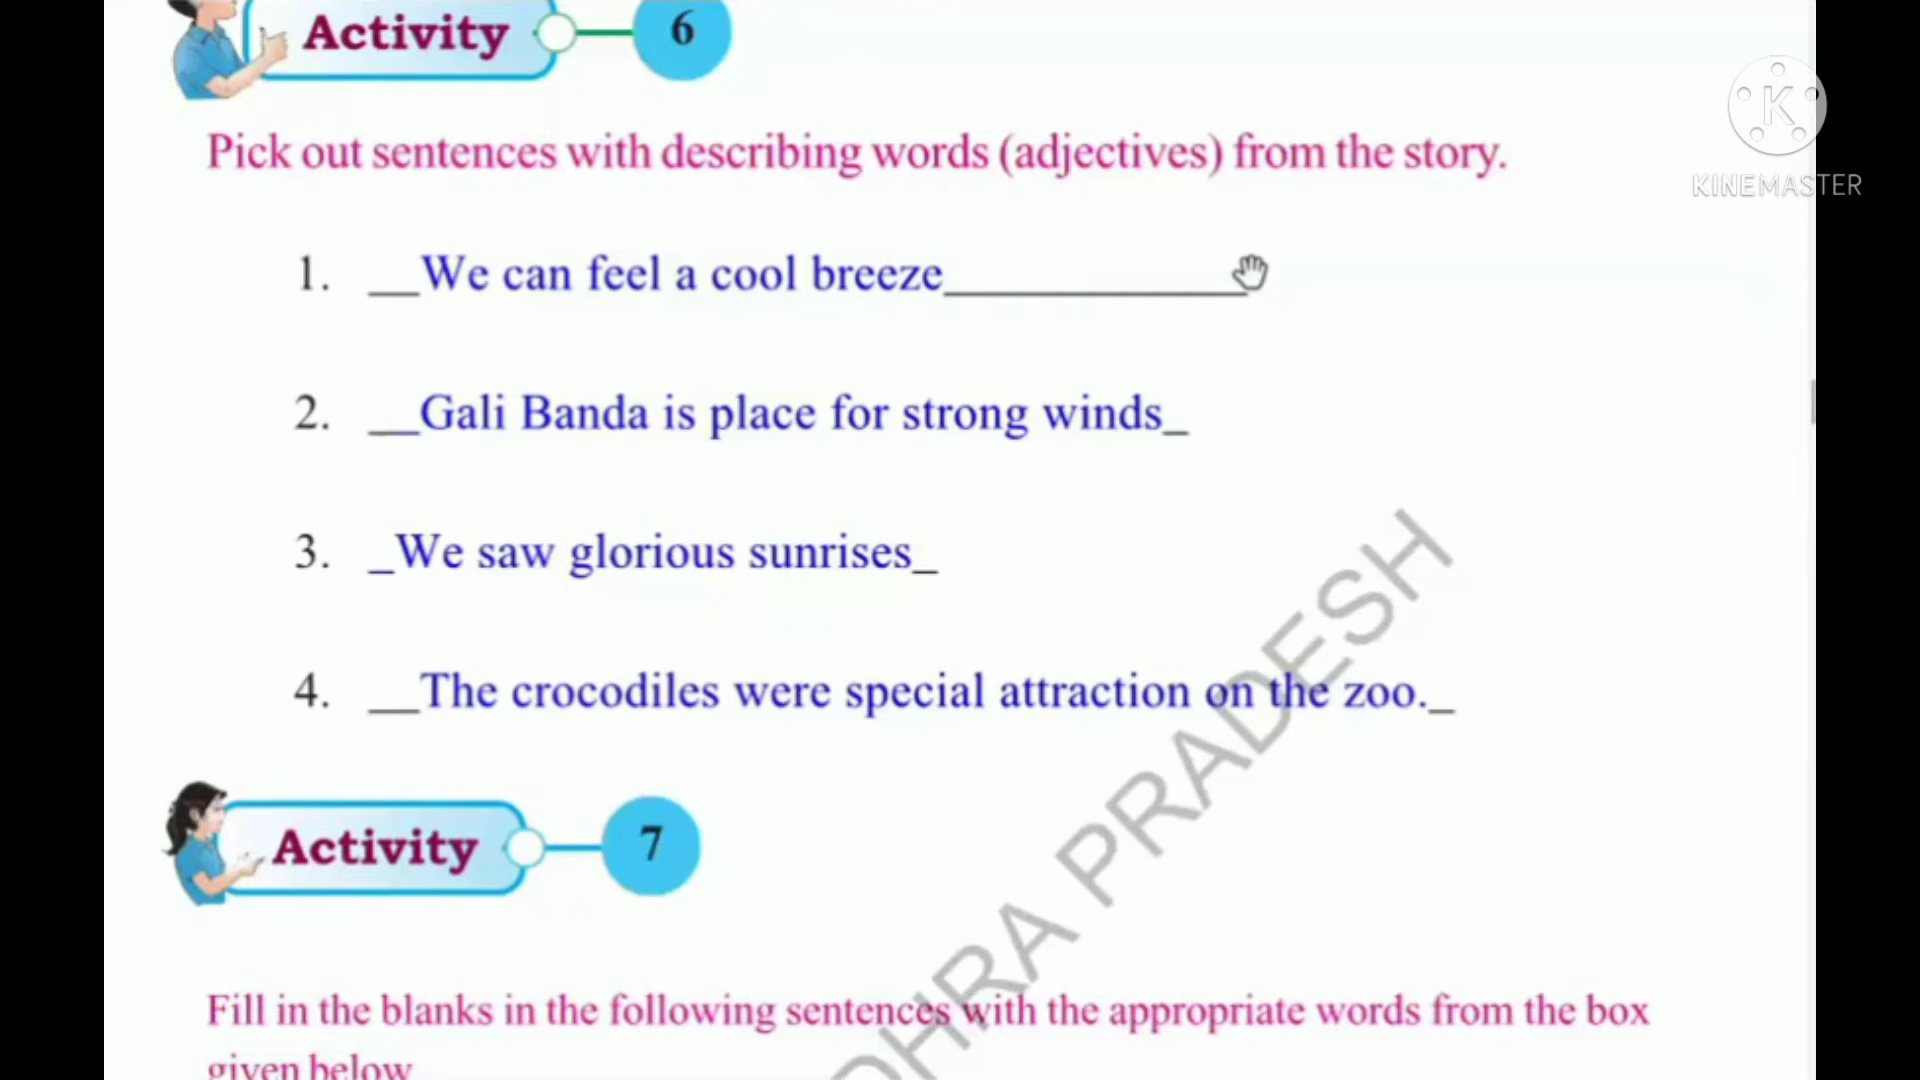 Activity 6
K
KINEMASTER
Pick out sentences with describing words (adjectives) from the story.
1. __We can feel a cool breeze____________
2. __Gali Banda is place for strong winds_
3. _We saw glorious sunrises_
4. __The crocodiles were special attraction on the zoo._
Activity 7
Fill in the blanks in the following sentences with the appropriate words from the box
given below
DHRA PRADESH